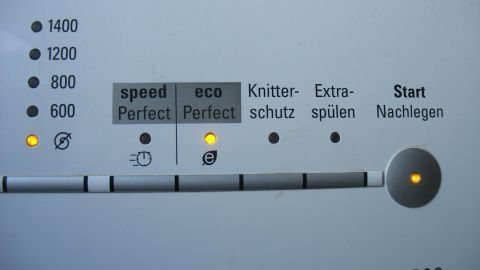 1400
1200
800
600
speed
Perfect
eco
Perfect
Knitter-
schutz
Extra-
spülen
Start
Nachlegen